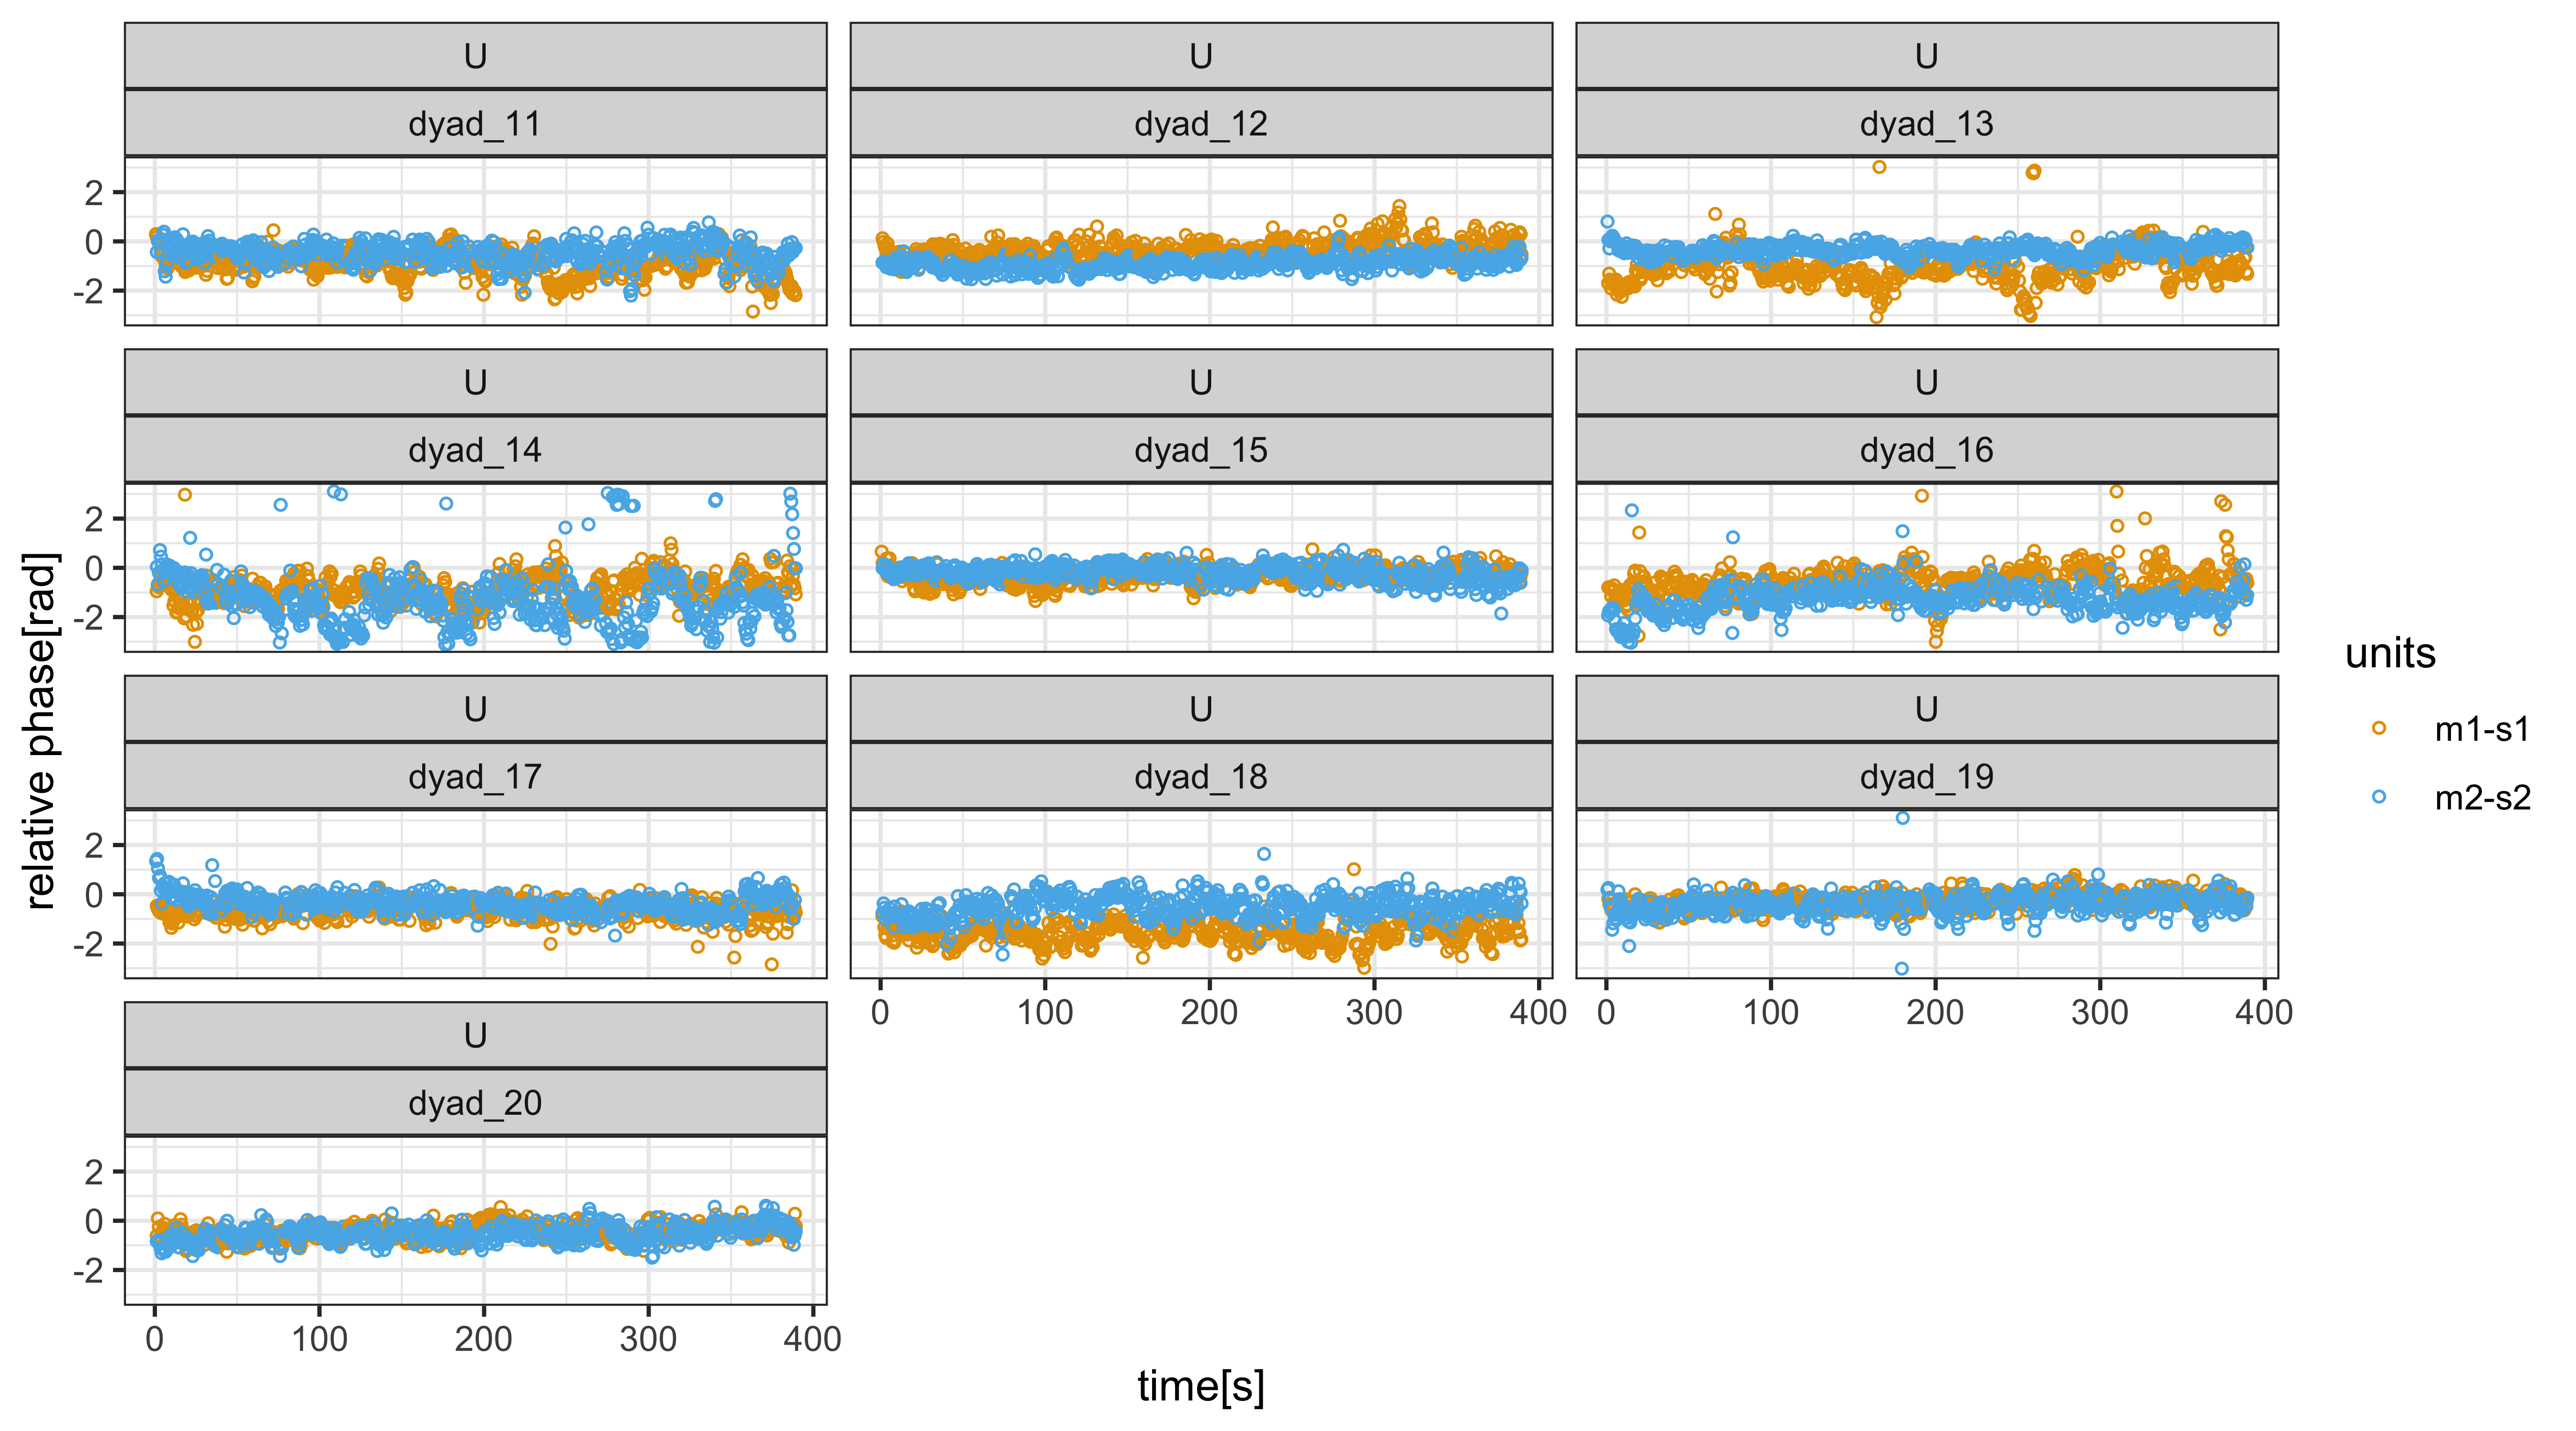 U
dyad_11
U
dyad_12
U
dyad_13
2
0
-2
U
dyad_14
U
dyad_15
U
dyad_16
2
0
-2
U
dyad_17
U
dyad_18
U
dyad_19
2
0
-2
0 100 200 300 400
0 100 200 300 400
U
dyad_20
2
0
-2
0 100 200 300 400
time[s]
relative phase[rad]
units
m1-s1
m2-s2